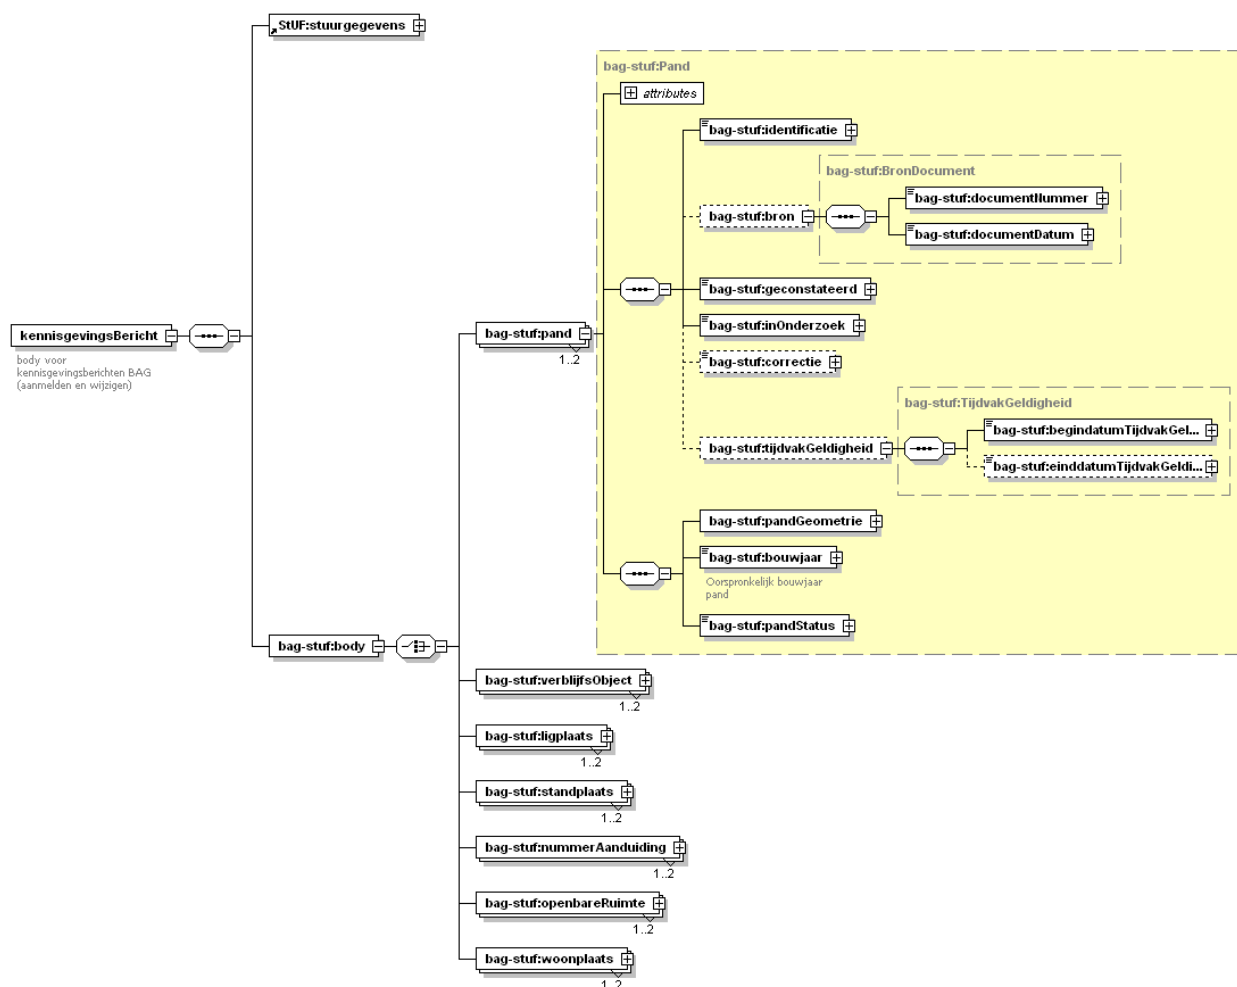 StUF:stuurgegevens
bag-stuf:Pand
attributes
bag-stuf:identificatie
bag-stuf:BronDocument
bag-stuf:documentNummer
bag-stuf:bron
bag-stuf:documentDatum
bag-stuf:geconstateerd
bag-stuf:inOnderzoek
kennisgevingsBericht
body voor
kennisgevingsberichten BAG
(aanmelden en wijzigen)
bag-stuf:pand
1..2
bag-stuf:correctie
bag-stuf:TijdvakGeldigheid
bag-stuf:begindatumTijdvakGel...
bag-stuf:tijdvakGeldigheid
bag-stuf:einddatumTijdvakGeldi...
bag-stuf:pandGeometrie
bag-stuf:bouwjaar
Oorspronkelijk bouwjaar
pand
bag-stuf:pandStatus
bag-stuf:body
bag-stuf:verblijfsObject
1..2
bag-stuf:ligplaats
1..2
bag-stuf:standplaats
1..2
bag-stuf:nummerAanduiding
1..2
bag-stuf:openbareRuimte
1..2
bag-stuf:woonplaats
1..2